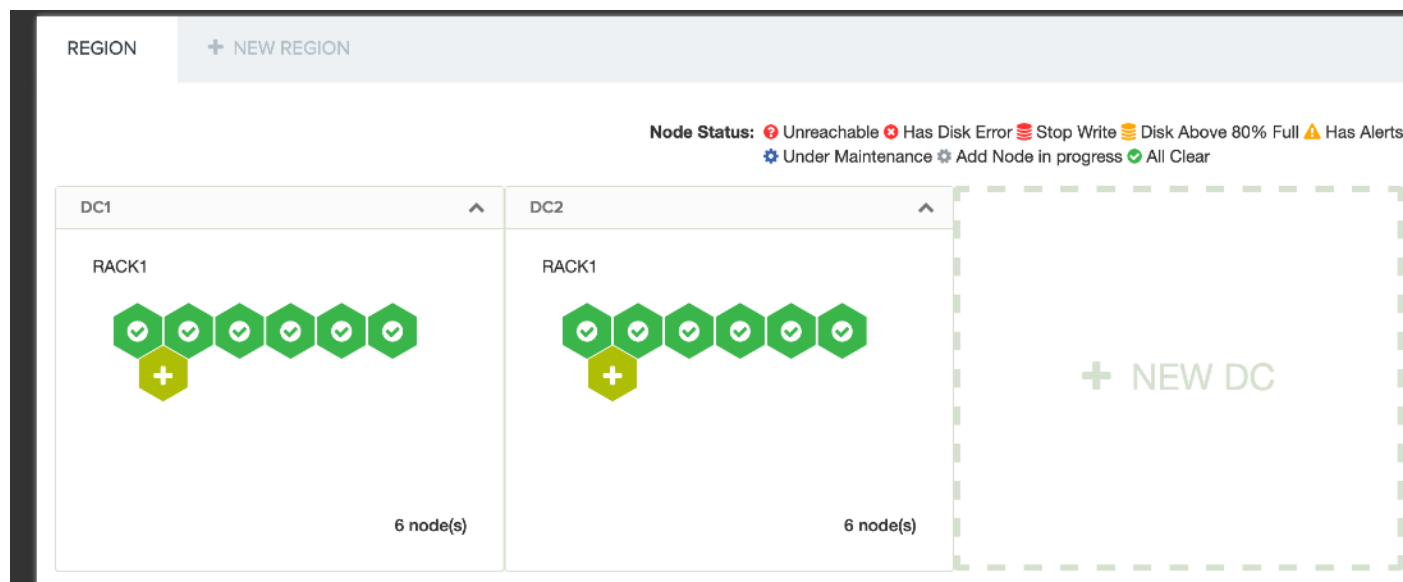 REGION
+ NEW REGION
Node Status: Unreachable Has Disk Error Stop Write Disk Above 80% Full Has Alerts
Under Maintenance Add Node in progress All Clear
DC1
RACK1
6 node(s)
DC2
RACK1
6 node(s)
+ NEW DC